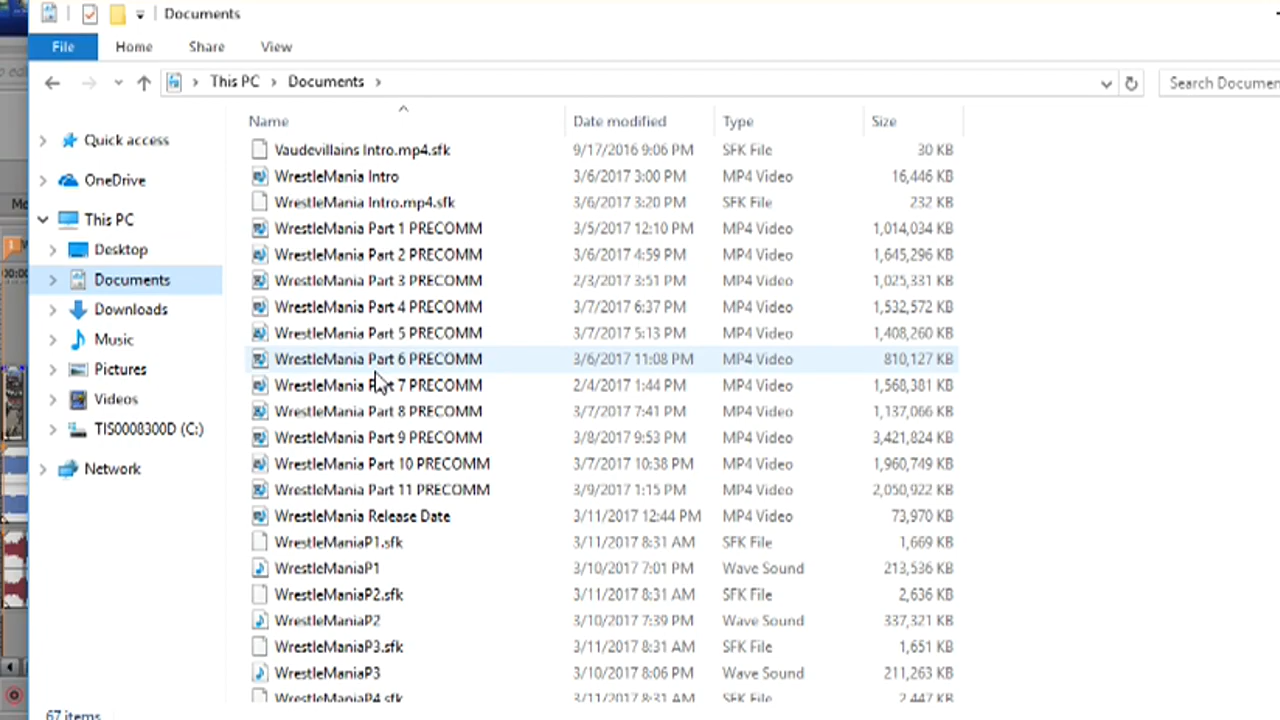 Documents
File Home Share View
This PC Documents Search Documen
Name Date modified Type Size
Quick access
OneDrive
This PC
Desktop
Documents
Downloads
Music
Pictures
Videos
TIS0008300D (C:)
Network
Vaudevillains Intro.mp4.sfk 9/17/2016 9:06 PM SFK File 30 KB
WrestleMania Intro 3/6/2017 3:00 PM MP4 Video 16,446 KB
WrestleMania Intro.mp4.sfk 3/6/2017 3:20 PM SFK File 232 KB
WrestleMania Part 1 PRECOMM 3/5/2017 12:10 PM MP4 Video 1,014,034 KB
WrestleMania Part 2 PRECOMM 3/6/2017 4:59 PM MP4 Video 1,645,296 KB
WrestleMania Part 3 PRECOMM 2/3/2017 3:51 PM MP4 Video 1,025,331 KB
WrestleMania Part 4 PRECOMM 3/7/2017 6:37 PM MP4 Video 1,532,572 KB
WrestleMania Part 5 PRECOMM 3/7/2017 5:13 PM MP4 Video 1,408,260 KB
WrestleMania Part 6 PRECOMM 3/6/2017 11:08 PM MP4 Video 810,127 KB
WrestleMania Part 7 PRECOMM 2/4/2017 1:44 PM MP4 Video 1,568,381 KB
WrestleMania Part 8 PRECOMM 3/7/2017 7:41 PM MP4 Video 1,137,066 KB
WrestleMania Part 9 PRECOMM 3/8/2017 9:53 PM MP4 Video 3,421,824 KB
WrestleMania Part 10 PRECOMM 3/7/2017 10:38 PM MP4 Video 1,960,749 KB
WrestleMania Part 11 PRECOMM 3/9/2017 1:15 PM MP4 Video 2,050,922 KB
WrestleMania Release Date 3/11/2017 12:44 PM MP4 Video 73,970 KB
WrestleManiaP1.sfk 3/11/2017 8:31 AM SFK File 1,669 KB
WrestleManiaP1 3/10/2017 7:01 PM Wave Sound 213,536 KB
WrestleManiaP2.sfk 3/11/2017 8:31 AM SFK File 2,636 KB
WrestleManiaP2 3/10/2017 7:39 PM Wave Sound 337,321 KB
WrestleManiaP3.sfk 3/11/2017 8:31 AM SFK File 1,651 KB
WrestleManiaP3 3/10/2017 8:06 PM Wave Sound 211,263 KB
WrestleManiaP4.sfk 3/11/2017 8:31 AM SFK File 2,447 KB
67 items